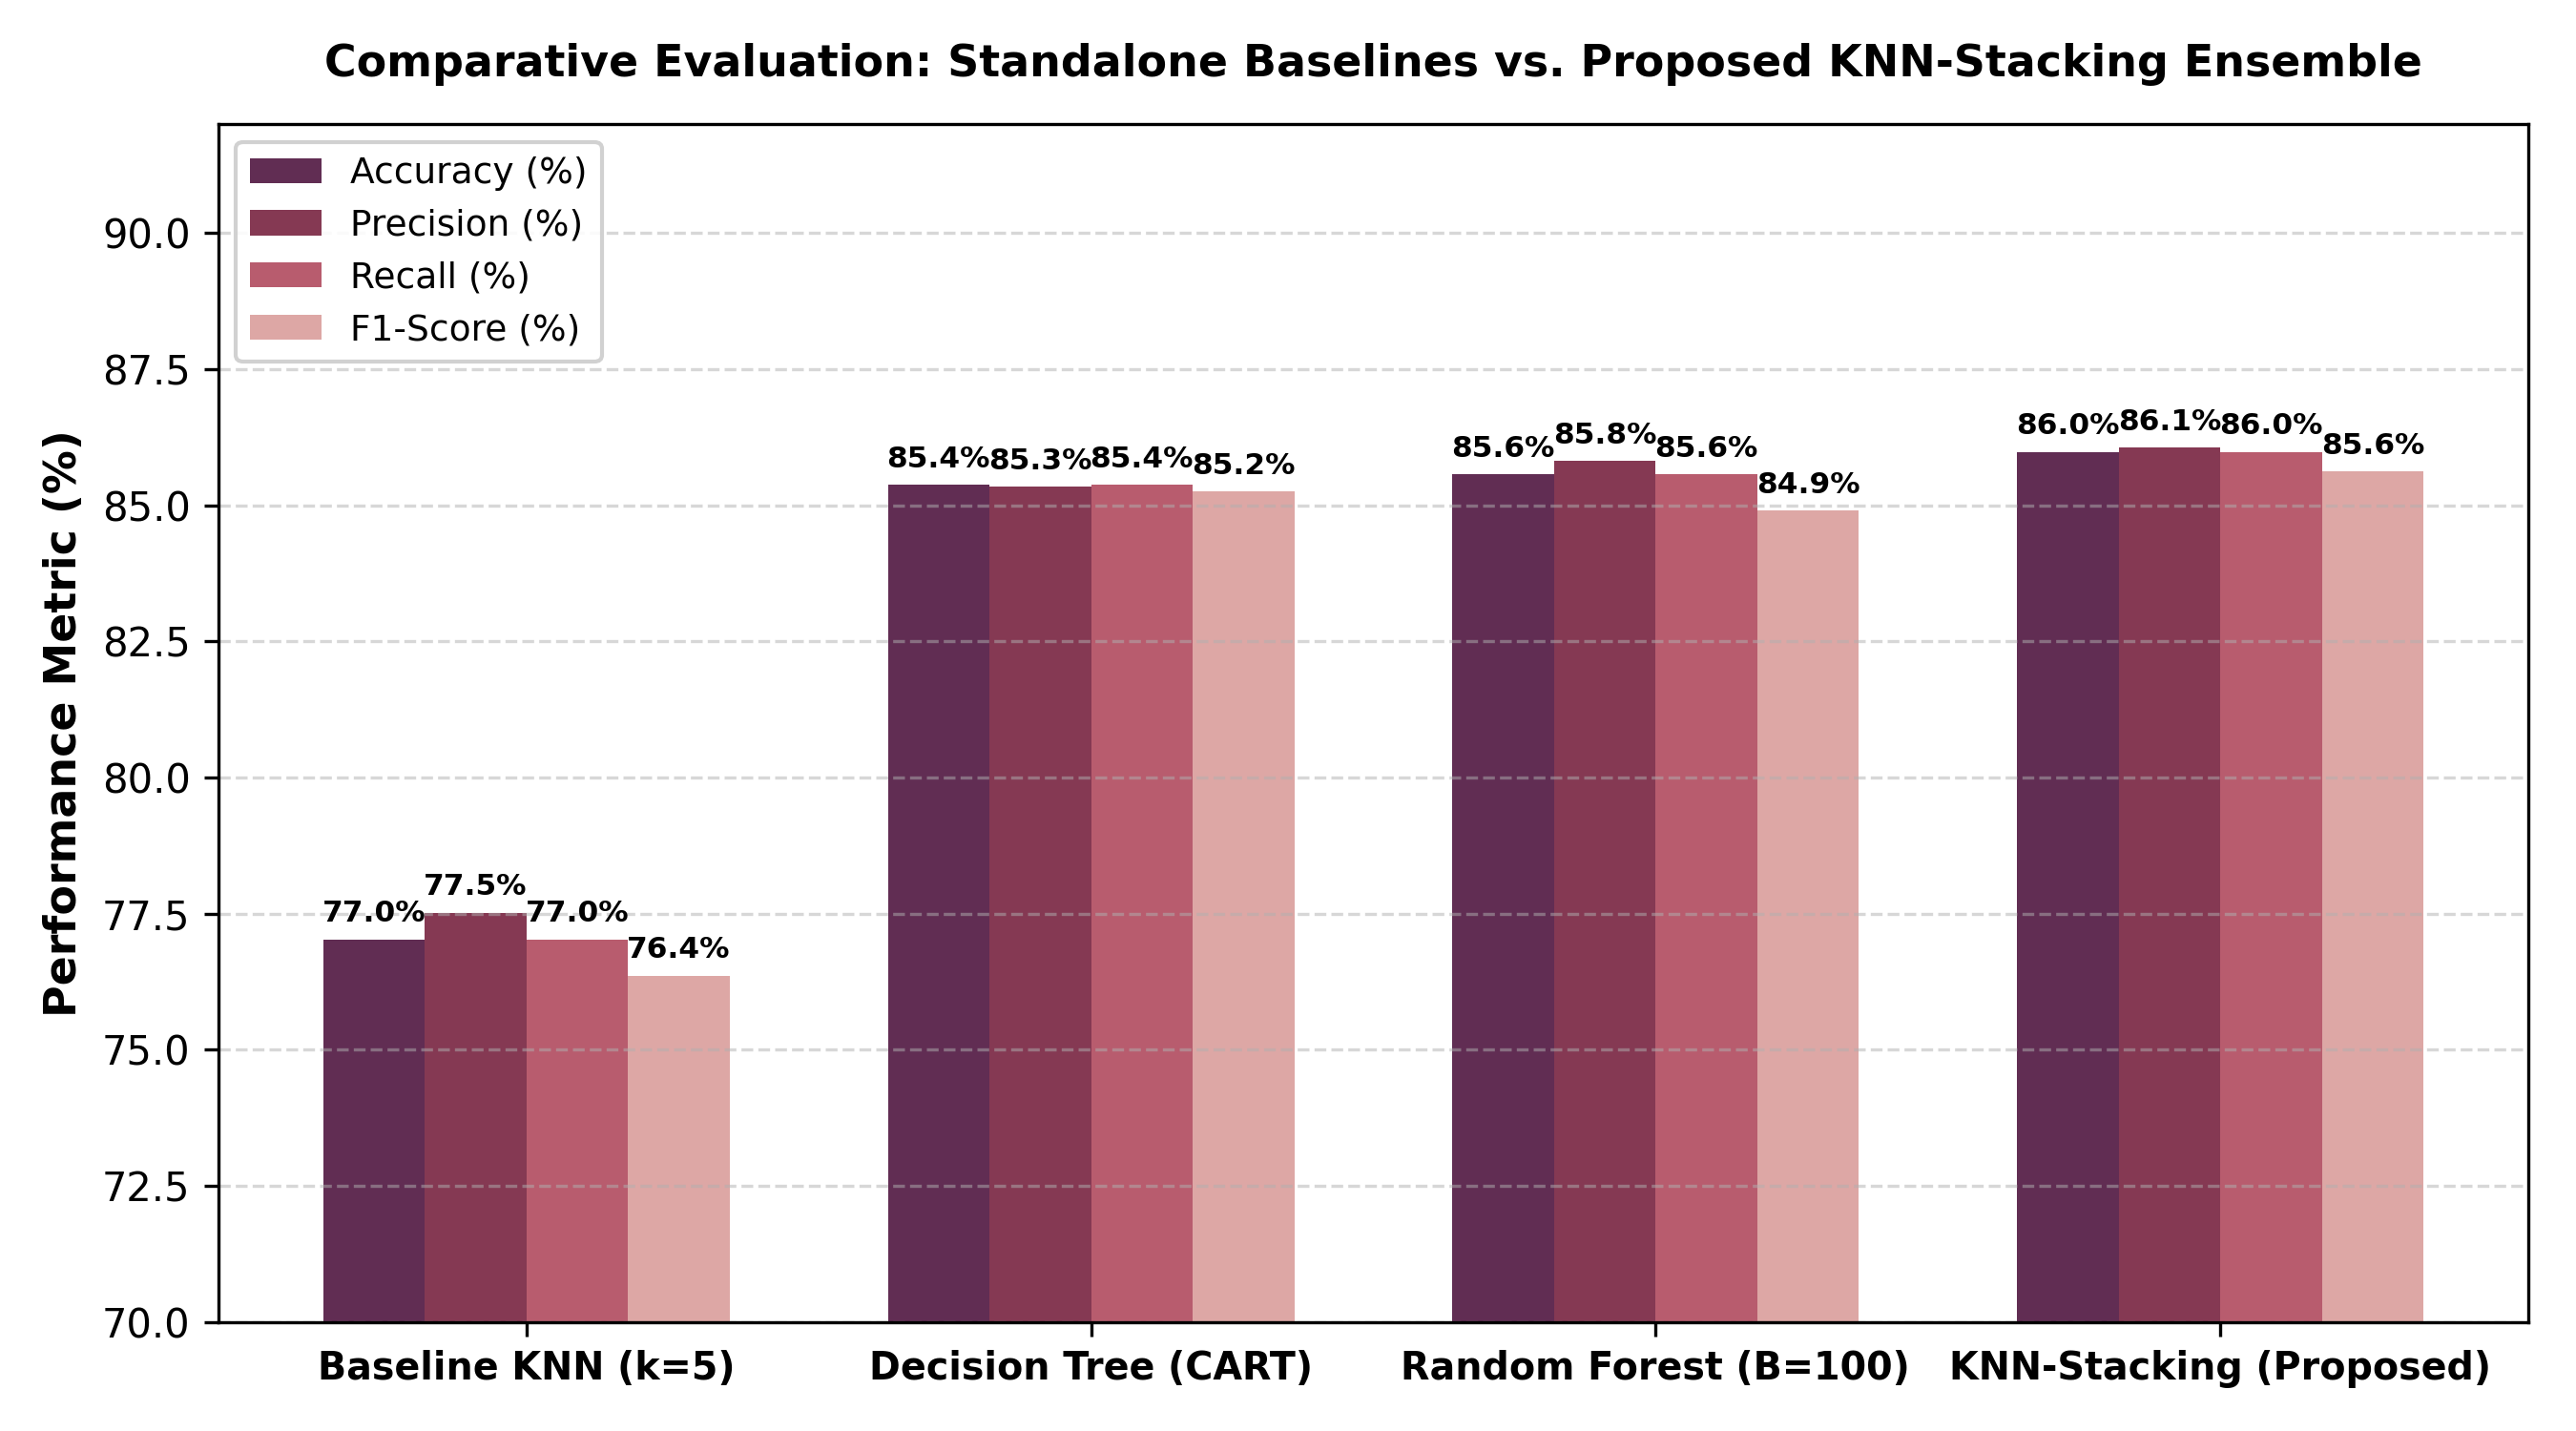 Comparative Evaluation: Standalone Baselines vs. Proposed KNN-Stacking Ensemble
Accuracy (%)
Precision (%)
Recall (%)
F1-Score (%)
Performance Metric (%)
90.0
87.5
85.0
82.5
80.0
77.5
75.0
72.5
70.0
77.0% 77.5% 77.0% 76.4%
85.4% 85.3% 85.4% 85.2%
85.6% 85.8% 85.6% 84.9%
86.0% 86.1% 86.0% 85.6%
Baseline KNN (k=5) Decision Tree (CART) Random Forest (B=100) KNN-Stacking (Proposed)